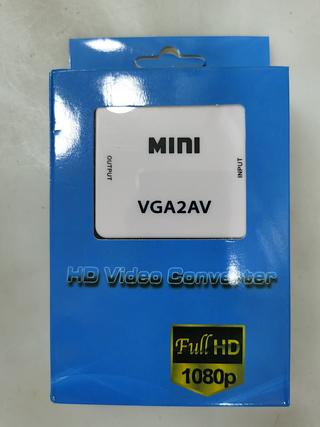 MINI
OUTPUT
INPUT
VGA2AV
HD Video Converter
Full HD
1080p